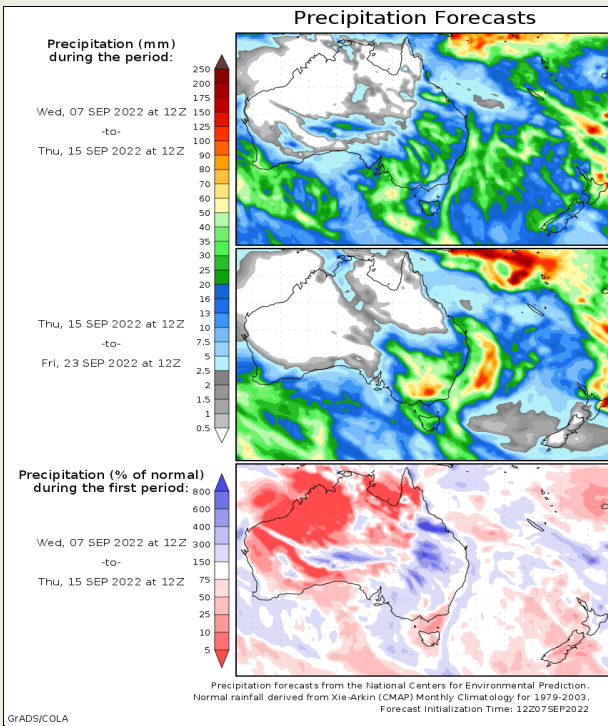 Precipitation Forecasts
Precipitation (mm)
during the period:
Wed, 07 SEP 2022 at 12Z
-to-
Thu, 15 SEP 2022 at 12Z
250
200
175
150
125
100
90
80
70
60
50
40
35
30
25
20
16
13
10
7.5
5
2.5
2
1.5
1
0.5
Thu, 15 SEP 2022 at 12Z
-to-
Fri, 23 SEP 2022 at 12Z
Precipitation (% of normal)
during the first period:
Wed, 07 SEP 2022 at 12Z
-to-
Thu, 15 SEP 2022 at 12Z
800
600
400
300
150
75
50
25
10
5
Precipitation forecasts from the National Centers for Environmental Prediction.
Normal rainfall derived from Xie-Arkin (CMAP) Monthly Climatology for 1979-2003.
Forecast Initialization Time: 12Z07SEP2022
GrADS/COLA